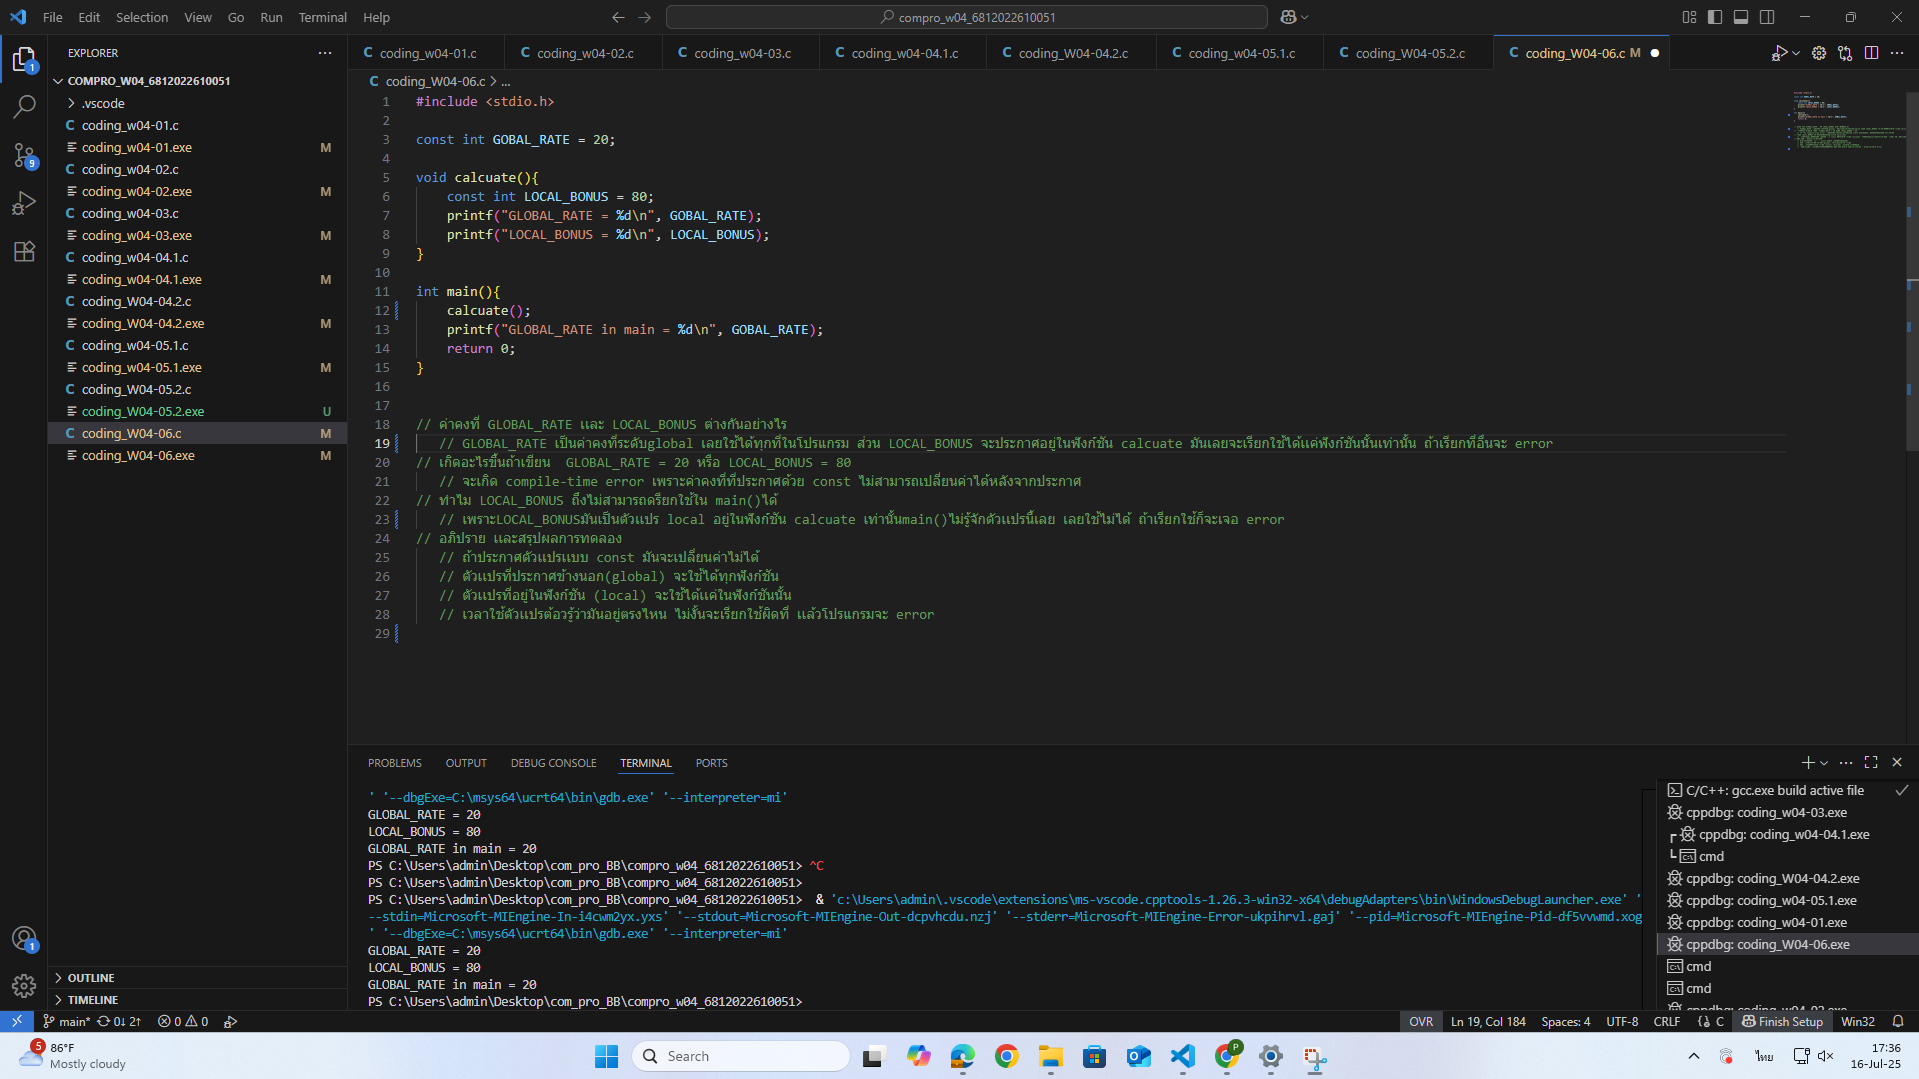 File Edit Selection View Go Run Terminal Help
compro_w04_6812022610051
EXPLORER
COMPRO_W04_6812022610051
.vscode
coding_w04-01.c
coding_w04-01.exe M
coding_w04-02.c
coding_w04-02.exe M
coding_w04-03.c
coding_w04-03.exe M
coding_w04-04.1.c
coding_w04-04.1.exe M
coding_W04-04.2.c
coding_W04-04.2.exe M
coding_w04-05.1.c
coding_w04-05.1.exe M
coding_W04-05.2.c
coding_W04-05.2.exe U
coding_W04-06.c M
coding_W04-06.exe M
OUTLINE
TIMELINE
1
9
1
coding_w04-01.c coding_w04-02.c coding_w04-03.c coding_w04-04.1.c coding_W04-04.2.c coding_w04-05.1.c coding_W04-05.2.c coding_W04-06.c M
coding_W04-06.c > ...
1 #include <stdio.h>
2
3 const int GOBAL_RATE = 20;
4
5 void calcuate(){
6 const int LOCAL_BONUS = 80;
7 printf("GLOBAL_RATE = %d\n", GOBAL_RATE);
8 printf("LOCAL_BONUS = %d\n", LOCAL_BONUS);
9 }
10
11 int main(){
12 calcuate();
13 printf("GLOBAL_RATE in main = %d\n", GOBAL_RATE);
14 return 0;
15 }
16
17
18 // ค่าคงที่ GLOBAL_RATE และ LOCAL_BONUS ต่างกันอย่างไร
19 // GLOBAL_RATE เป็นค่าคงที่ระดับglobal เลยใช้ได้ทุกที่ในโปรแกรม ส่วน LOCAL_BONUS จะประกาศอยู่ในฟังก์ชัน calcuate มันเลยจะเรียกใช้ได้แค่ฟังก์ชันนั้นเท่านั้น ถ้าเรียกที่อื่นจะ error
20 // เกิดอะไรขึ้นถ้าเขียน GLOBAL_RATE = 20 หรือ LOCAL_BONUS = 80
21 // จะเกิด compile-time error เพราะค่าคงที่ที่ประกาศด้วย const ไม่สามารถเปลี่ยนค่าได้หลังจากประกาศ
22 // ทำไม LOCAL_BONUS ถึงไม่สามารถดรียกใช้ใน main()ได้
23 // เพราะLOCAL_BONUSมันเป็นตัวแปร local อยู่ในฟังก์ชัน calcuate เท่านั้นmain()ไม่รู้จักตัวแปรนี้เลย เลยใช้ไม่ได้ ถ้าเรียกใช้ก็จะเจอ error
24 // อภิปราย และสรุปผลการทดลอง
25 // ถ้าประกาศตัวแปรแบบ const มันจะเปลี่ยนค่าไม่ได้
26 // ตัวแปรที่ประกาศข้างนอก(global) จะใช้ได้ทุกฟังก์ชัน
27 // ตัวแปรที่อยู่ในฟังก์ชัน (local) จะใช้ได้แค่ในฟังก์ชันนั้น
28 // เวลาใช้ตัวแปรต้อวรู้ว่ามันอยู่ตรงไหน ไม่งั้นจะเรียกใช้ผิดที่ แล้วโปรแกรมจะ error
29
PROBLEMS OUTPUT DEBUG CONSOLE TERMINAL PORTS
' '--dbgExe=C:\msys64\ucrt64\bin\gdb.exe' '--interpreter=mi'
GLOBAL_RATE = 20
LOCAL_BONUS = 80
GLOBAL_RATE in main = 20
PS C:\Users\admin\Desktop\com_pro_BB\compro_w04_6812022610051> ^C
PS C:\Users\admin\Desktop\com_pro_BB\compro_w04_6812022610051>
PS C:\Users\admin\Desktop\com_pro_BB\compro_w04_6812022610051> & 'c:\Users\admin\.vscode\extensions\ms-vscode.cpptools-1.26.3-win32-x64\debugAdapters\bin\WindowsDebugLauncher.exe' '
--stdin=Microsoft-MIEngine-In-i4cwm2yx.yxs' '--stdout=Microsoft-MIEngine-Out-dcpvhcdu.nzj' '--stderr=Microsoft-MIEngine-Error-ukpihrvl.gaj' '--pid=Microsoft-MIEngine-Pid-df5vvwmd.xog
' '--dbgExe=C:\msys64\ucrt64\bin\gdb.exe' '--interpreter=mi'
GLOBAL_RATE = 20
LOCAL_BONUS = 80
GLOBAL_RATE in main = 20
PS C:\Users\admin\Desktop\com_pro_BB\compro_w04_6812022610051>
C/C++: gcc.exe build active file
cppdbg: coding_w04-03.exe
cppdbg: coding_w04-04.1.exe
cmd
cppdbg: coding_W04-04.2.exe
cppdbg: coding_w04-05.1.exe
cppdbg: coding_w04-01.exe
cppdbg: coding_W04-06.exe
cmd
cmd
main* 0↓ 2↑ 0 0 OVR Ln 19, Col 184 Spaces: 4 UTF-8 CRLF {} C Finish Setup Win32
5 86°F
Mostly cloudy
Search
P
ไทย
17:36
16-Jul-25